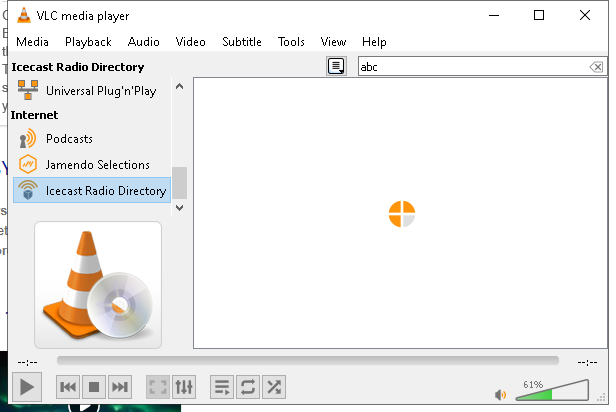 VLC media player
Media Playback Audio Video Subtitle Tools View Help
Icecast Radio Directory
abc
Universal Plug'n'Play
Internet
Podcasts
Jamendo Selections
Icecast Radio Directory
--:-- --:--
61%